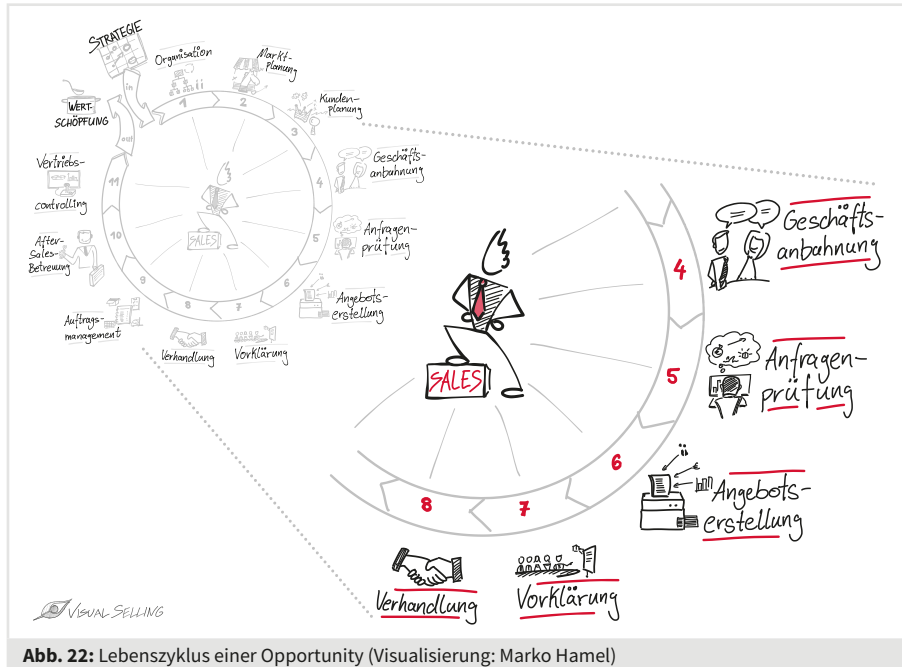 STRATEGIE
in
Organisation
1
Markt-
planung
2
Kunden-
planung
3
Geschäfts-
anbahnung
4
Anfragen-
prüfung
5
Angebots-
erstellung
6
Vorklärung
7
Verhandlung
8
Auftrags-
management
9
After-
Sales-
Betreuung
10
Vertriebs-
controlling
11
out
WERT-
SCHÖPFUNG
SALES
SALES
4
Geschäfts-
anbahnung
5
Anfragen-
prüfung
6
€
Angebots-
erstellung
7
Vorklärung
8
Verhandlung
VISUAL SELLING
Abb. 22: Lebenszyklus einer Opportunity (Visualisierung: Marko Hamel)